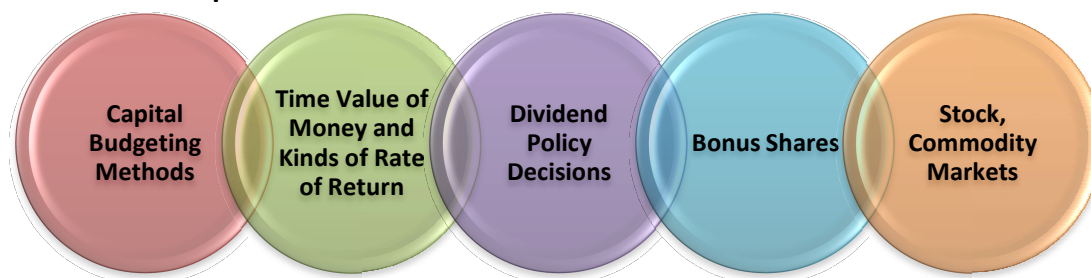 Capital
Budgeting
Methods
Time Value of
Money and
Kinds of Rate
of Return
Dividend
Policy
Decisions
Bonus Shares
Stock,
Commodity
Markets